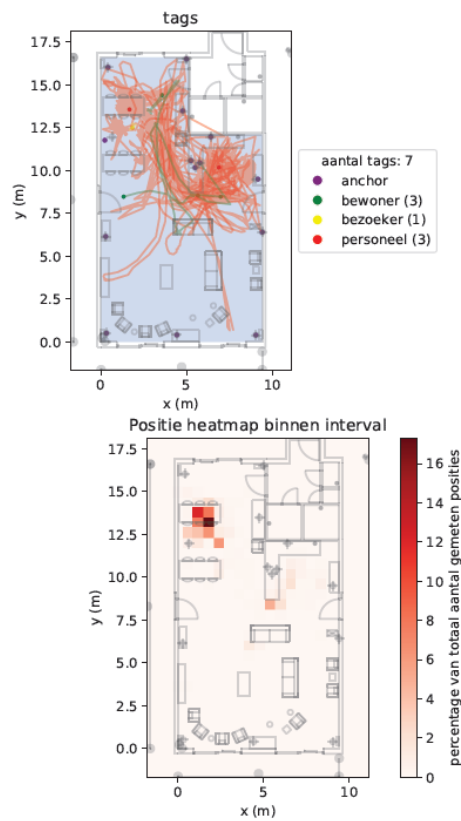 tags
17.5
15.0
12.5
10.0
7.5
5.0
2.5
0.0
y (m)
0
5
10
x (m)
aantal tags: 7
anchor
bewoner (3)
bezoeker (1)
personeel (3)
Positie heatmap binnen interval
17.5
15.0
12.5
10.0
7.5
5.0
2.5
0.0
y (m)
0
5
10
x (m)
16
14
12
10
8
6
4
2
0
percentage van totaal aantal gemeten posities